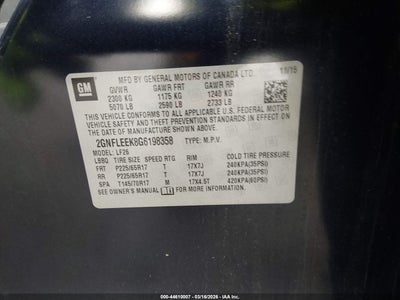 GM
MFD BY GENERAL MOTORS OF CANADA LTD. 11/15
GVWR GAWR FRT GAWR RR
2300 KG 1175 KG 1240 KG
5070 LB 2590 LB 2733 LB
THIS VEHICLE CONFORMS TO ALL APPLICABLE U.S. FEDERAL MOTOR
VEHICLE SAFETY AND THEFT PREVENTION STANDARDS IN EFFECT ON
THE DATE OF MANUFACTURE SHOWN ABOVE.
2GNFLEEK8G6198358 TYPE: M.P.V.
MODEL: LF26
LBBQ TIRE SIZE SPEED RTG RIM COLD TIRE PRESSURE
FRT P225/65R17 T 17X7J 240KPA(35PSI)
RR P225/65R17 T 17X7J 240KPA(35PSI)
SPA T145/70R17 M 17X4.5T 420KPA(60PSI)
SEE OWNER'S MANUAL FOR MORE INFORMATION.
000-44610007 - 03/16/2026 - IAAI.COM